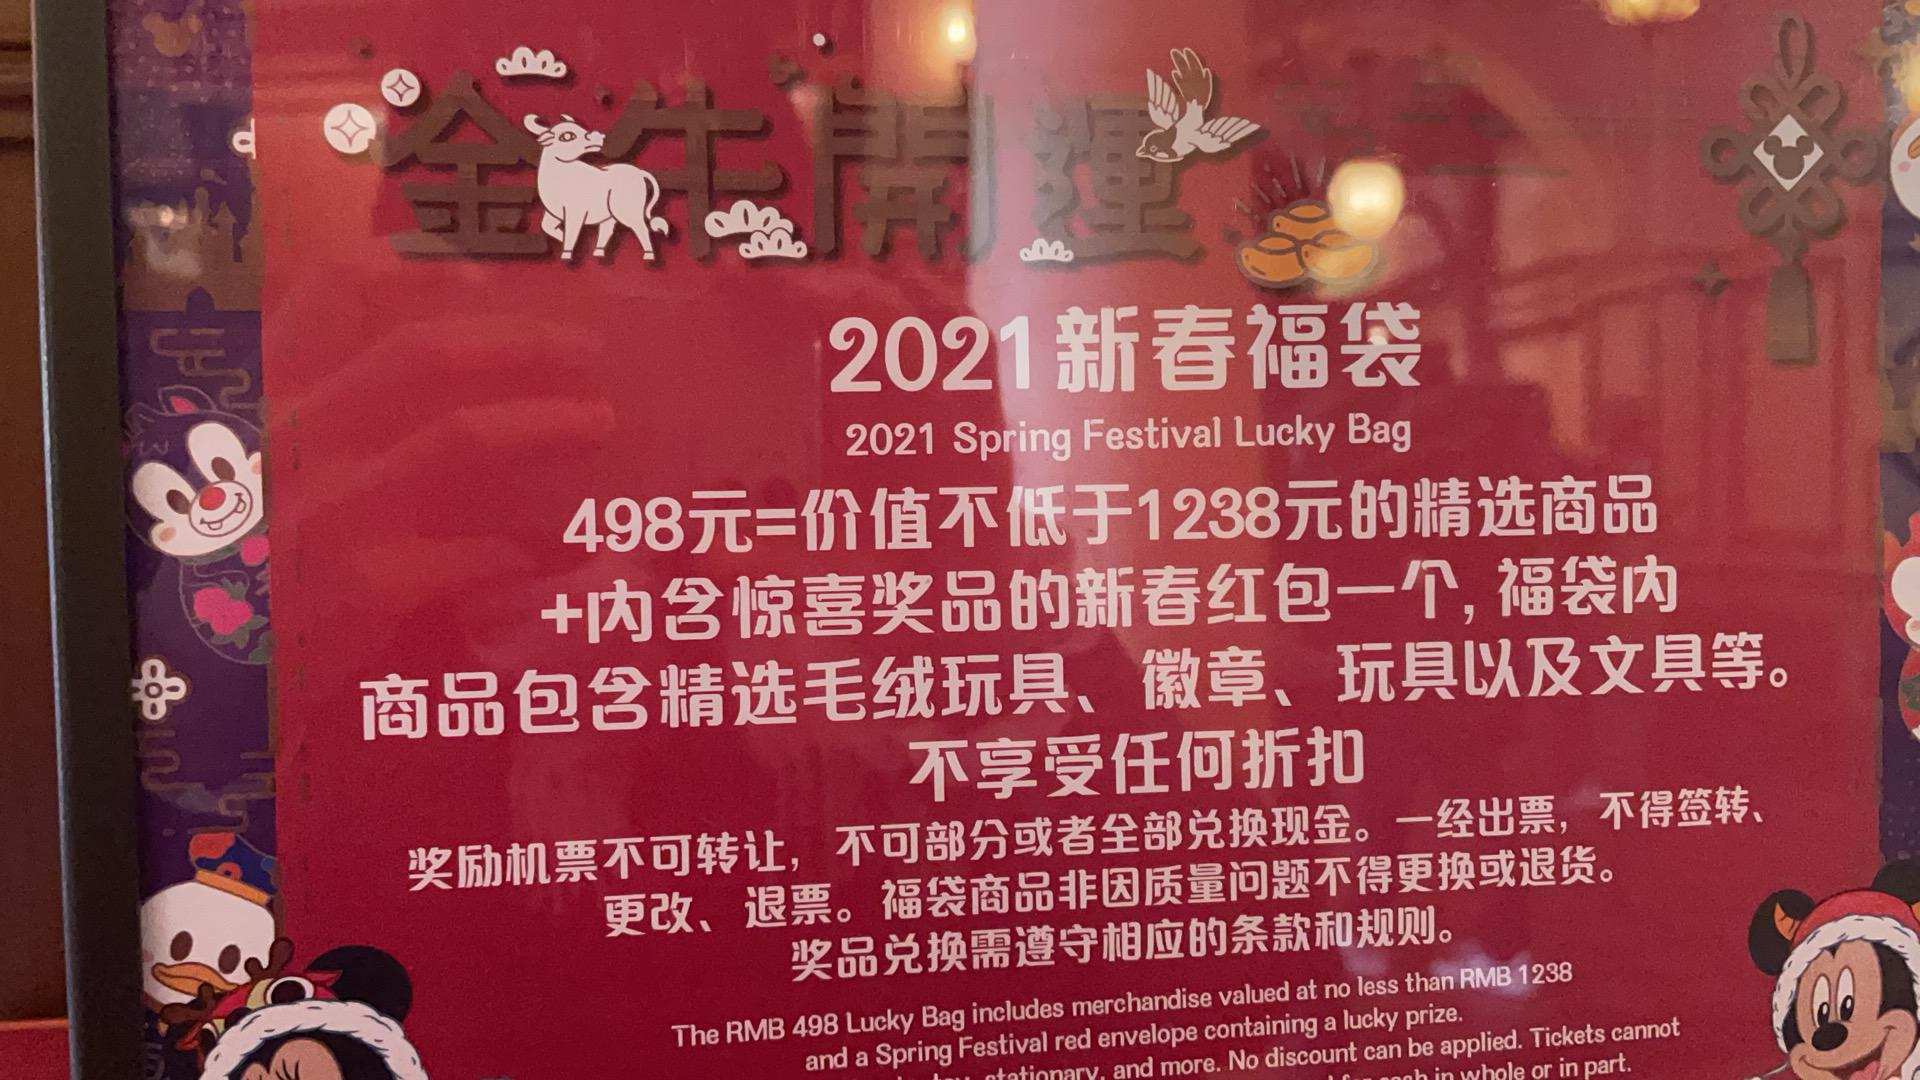 金牛開運
2021新春福袋
2021 Spring Festival Lucky Bag
498元=价值不低于1238元的精选商品
+内含惊喜奖品的新春红包一个, 福袋内
商品包含精选毛绒玩具、徽章、玩具以及文具等。
不享受任何折扣
奖励机票不可转让，不可部分或者全部兑换现金。一经出票，不得签转、
更改、退票。福袋商品非因质量问题不得更换或退货。
奖品兑换需遵守相应的条款和规则。
The RMB 498 Lucky Bag includes merchandise valued at no less than RMB 1238
and a Spring Festival red envelope containing a lucky prize.
stationary, and more. No discount can be applied. Tickets cannot
cash in whole or in part.